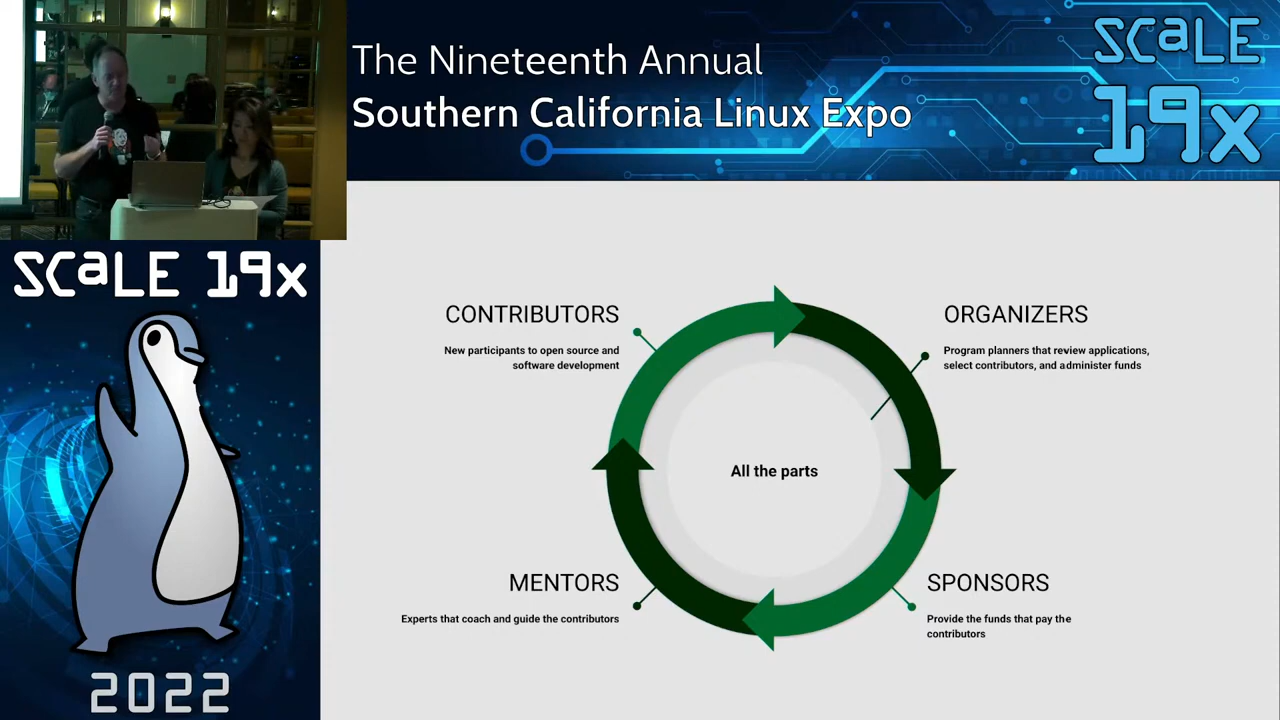 The Nineteenth Annual
Southern California Linux Expo
SCaLE
19x
SCaLE 19x
2022
CONTRIBUTORS
New participants to open source and
software development
ORGANIZERS
Program planners that review applications,
select contributors, and administer funds
All the parts
MENTORS
Experts that coach and guide the contributors
SPONSORS
Provide the funds that pay the
contributors